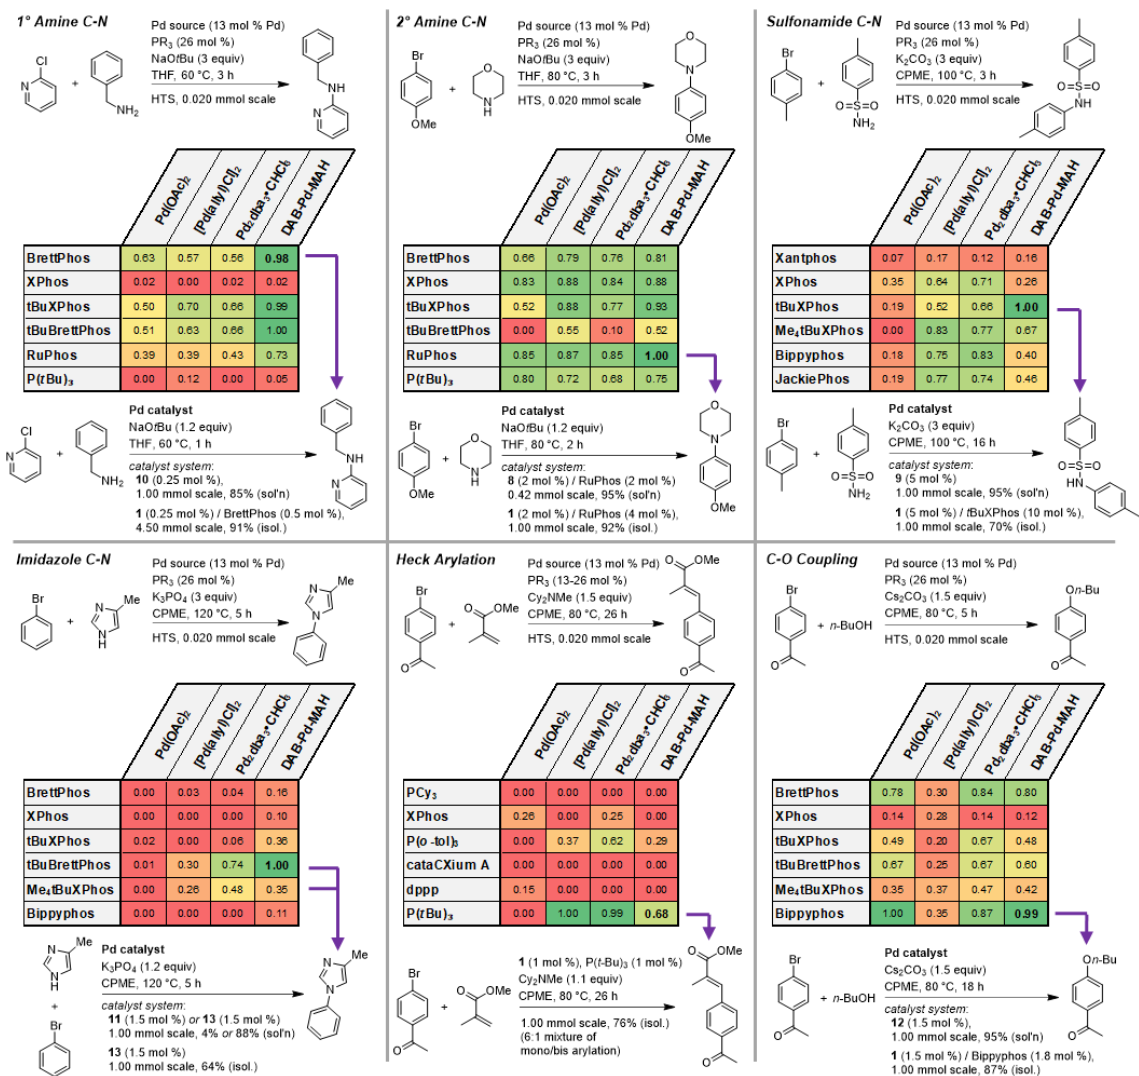 1° Amine C-N
Pd source (13 mol % Pd)
PR3 (26 mol %)
NaOtBu (3 equiv)
THF, 60 °C, 3 h
HTS, 0.020 mmol scale
Cl
N
+
NH2
NH
N
Pd(OAc)2
[Pd(allyl)Cl]2
Pd2dba3•CHCl3
DAB-Pd-MAH
BrettPhos 0.63 0.57 0.56 0.98
XPhos 0.02 0.00 0.02 0.02
tBuXPhos 0.50 0.70 0.66 0.99
tBuBrettPhos 0.51 0.63 0.66 1.00
RuPhos 0.39 0.39 0.43 0.73
P(tBu)3 0.00 0.12 0.00 0.05
Pd catalyst
NaOtBu (1.2 equiv)
THF, 60 °C, 1 h
catalyst system:
10 (0.25 mol %),
1.00 mmol scale, 85% (sol'n)
1 (0.25 mol %) / BrettPhos (0.5 mol %),
4.50 mmol scale, 91% (isol.)
Cl
N
+
NH2
NH
N
2° Amine C-N
Pd source (13 mol % Pd)
PR3 (26 mol %)
NaOtBu (3 equiv)
THF, 80 °C, 3 h
HTS, 0.020 mmol scale
Br
OMe
+
O
N
H
O
N
OMe
Pd(OAc)2
[Pd(allyl)Cl]2
Pd2dba3•CHCl3
DAB-Pd-MAH
BrettPhos 0.66 0.79 0.76 0.81
XPhos 0.83 0.88 0.84 0.88
tBuXPhos 0.52 0.88 0.77 0.93
tBuBrettPhos 0.00 0.55 0.10 0.52
RuPhos 0.85 0.87 0.85 1.00
P(tBu)3 0.80 0.72 0.68 0.75
Pd catalyst
NaOtBu (1.2 equiv)
THF, 80 °C, 2 h
catalyst system:
8 (2 mol %) / RuPhos (2 mol %)
0.42 mmol scale, 95% (sol'n)
1 (2 mol %) / RuPhos (4 mol %),
1.00 mmol scale, 92% (isol.)
Br
OMe
+
O
N
H
O
N
OMe
Sulfonamide C-N
Pd source (13 mol % Pd)
PR3 (26 mol %)
K2CO3 (3 equiv)
CPME, 100 °C, 3 h
HTS, 0.020 mmol scale
Br
+
O=S=O
NH2
O=S=O
NH
Pd(OAc)2
[Pd(allyl)Cl]2
Pd2dba3•CHCl3
DAB-Pd-MAH
Xantphos 0.07 0.17 0.12 0.16
XPhos 0.35 0.64 0.71 0.26
tBuXPhos 0.19 0.52 0.66 1.00
Me4tBuXPhos 0.00 0.83 0.77 0.67
Bippyphos 0.18 0.75 0.83 0.40
JackiePhos 0.19 0.77 0.74 0.46
Pd catalyst
K2CO3 (3 equiv)
CPME, 100 °C, 16 h
catalyst system:
9 (5 mol %)
1.00 mmol scale, 95% (sol'n)
1 (5 mol %) / tBuXPhos (10 mol %),
1.00 mmol scale, 70% (isol.)
Br
+
O=S=O
NH2
O=S=O
NH
Imidazole C-N
Pd source (13 mol % Pd)
PR3 (26 mol %)
K3PO4 (3 equiv)
CPME, 120 °C, 5 h
HTS, 0.020 mmol scale
Br
+
Me
N
N
H
Me
N
N
Pd(OAc)2
[Pd(allyl)Cl]2
Pd2dba3•CHCl3
DAB-Pd-MAH
BrettPhos 0.00 0.03 0.04 0.16
XPhos 0.00 0.00 0.00 0.10
tBuXPhos 0.02 0.00 0.06 0.36
tBuBrettPhos 0.01 0.30 0.74 1.00
Me4tBuXPhos 0.00 0.26 0.48 0.35
Bippyphos 0.00 0.00 0.00 0.11
Pd catalyst
K3PO4 (1.2 equiv)
CPME, 120 °C, 5 h
catalyst system:
11 (1.5 mol %) or 13 (1.5 mol %)
1.00 mmol scale, 4% or 88% (sol'n)
13 (1.5 mol %)
1.00 mmol scale, 64% (isol.)
Me
N
N
H
+
Br
Me
N
N
Heck Arylation
Pd source (13 mol % Pd)
PR3 (13-26 mol %)
Cy2NMe (1.5 equiv)
CPME, 80 °C, 26 h
HTS, 0.020 mmol scale
Br
O
+
O
OMe
OMe
O
O
Pd(OAc)2
[Pd(allyl)Cl]2
Pd2dba3•CHCl3
DAB-Pd-MAH
PCy3 0.00 0.00 0.00 0.00
XPhos 0.26 0.00 0.25 0.00
P(o-tol)3 0.00 0.37 0.62 0.29
cataCXium A 0.00 0.00 0.00 0.00
dppp 0.15 0.00 0.00 0.00
P(tBu)3 0.00 1.00 0.99 0.68
1 (1 mol %), P(t-Bu)3 (1 mol %)
Cy2NMe (1.1 equiv)
CPME, 80 °C, 26 h
1.00 mmol scale, 76% (isol.)
(6:1 mixture of
mono/bis arylation)
Br
O
+
O
OMe
OMe
O
O
C-O Coupling
Pd source (13 mol % Pd)
PR3 (26 mol %)
Cs2CO3 (1.5 equiv)
CPME, 80 °C, 5 h
HTS, 0.020 mmol scale
Br
O
+ n-BuOH
On-Bu
O
Pd(OAc)2
[Pd(allyl)Cl]2
Pd2dba3•CHCl3
DAB-Pd-MAH
BrettPhos 0.78 0.30 0.84 0.80
XPhos 0.14 0.28 0.14 0.12
tBuXPhos 0.49 0.20 0.67 0.48
tBuBrettPhos 0.67 0.25 0.67 0.60
Me4tBuXPhos 0.35 0.37 0.47 0.42
Bippyphos 1.00 0.35 0.87 0.99
Pd catalyst
Cs2CO3 (1.5 equiv)
CPME, 80 °C, 18 h
catalyst system:
12 (1.5 mol %),
1.00 mmol scale, 95% (sol'n)
1 (1.5 mol %) / Bippyphos (1.8 mol %),
1.00 mmol scale, 87% (isol.)
Br
O
+ n-BuOH
On-Bu
O